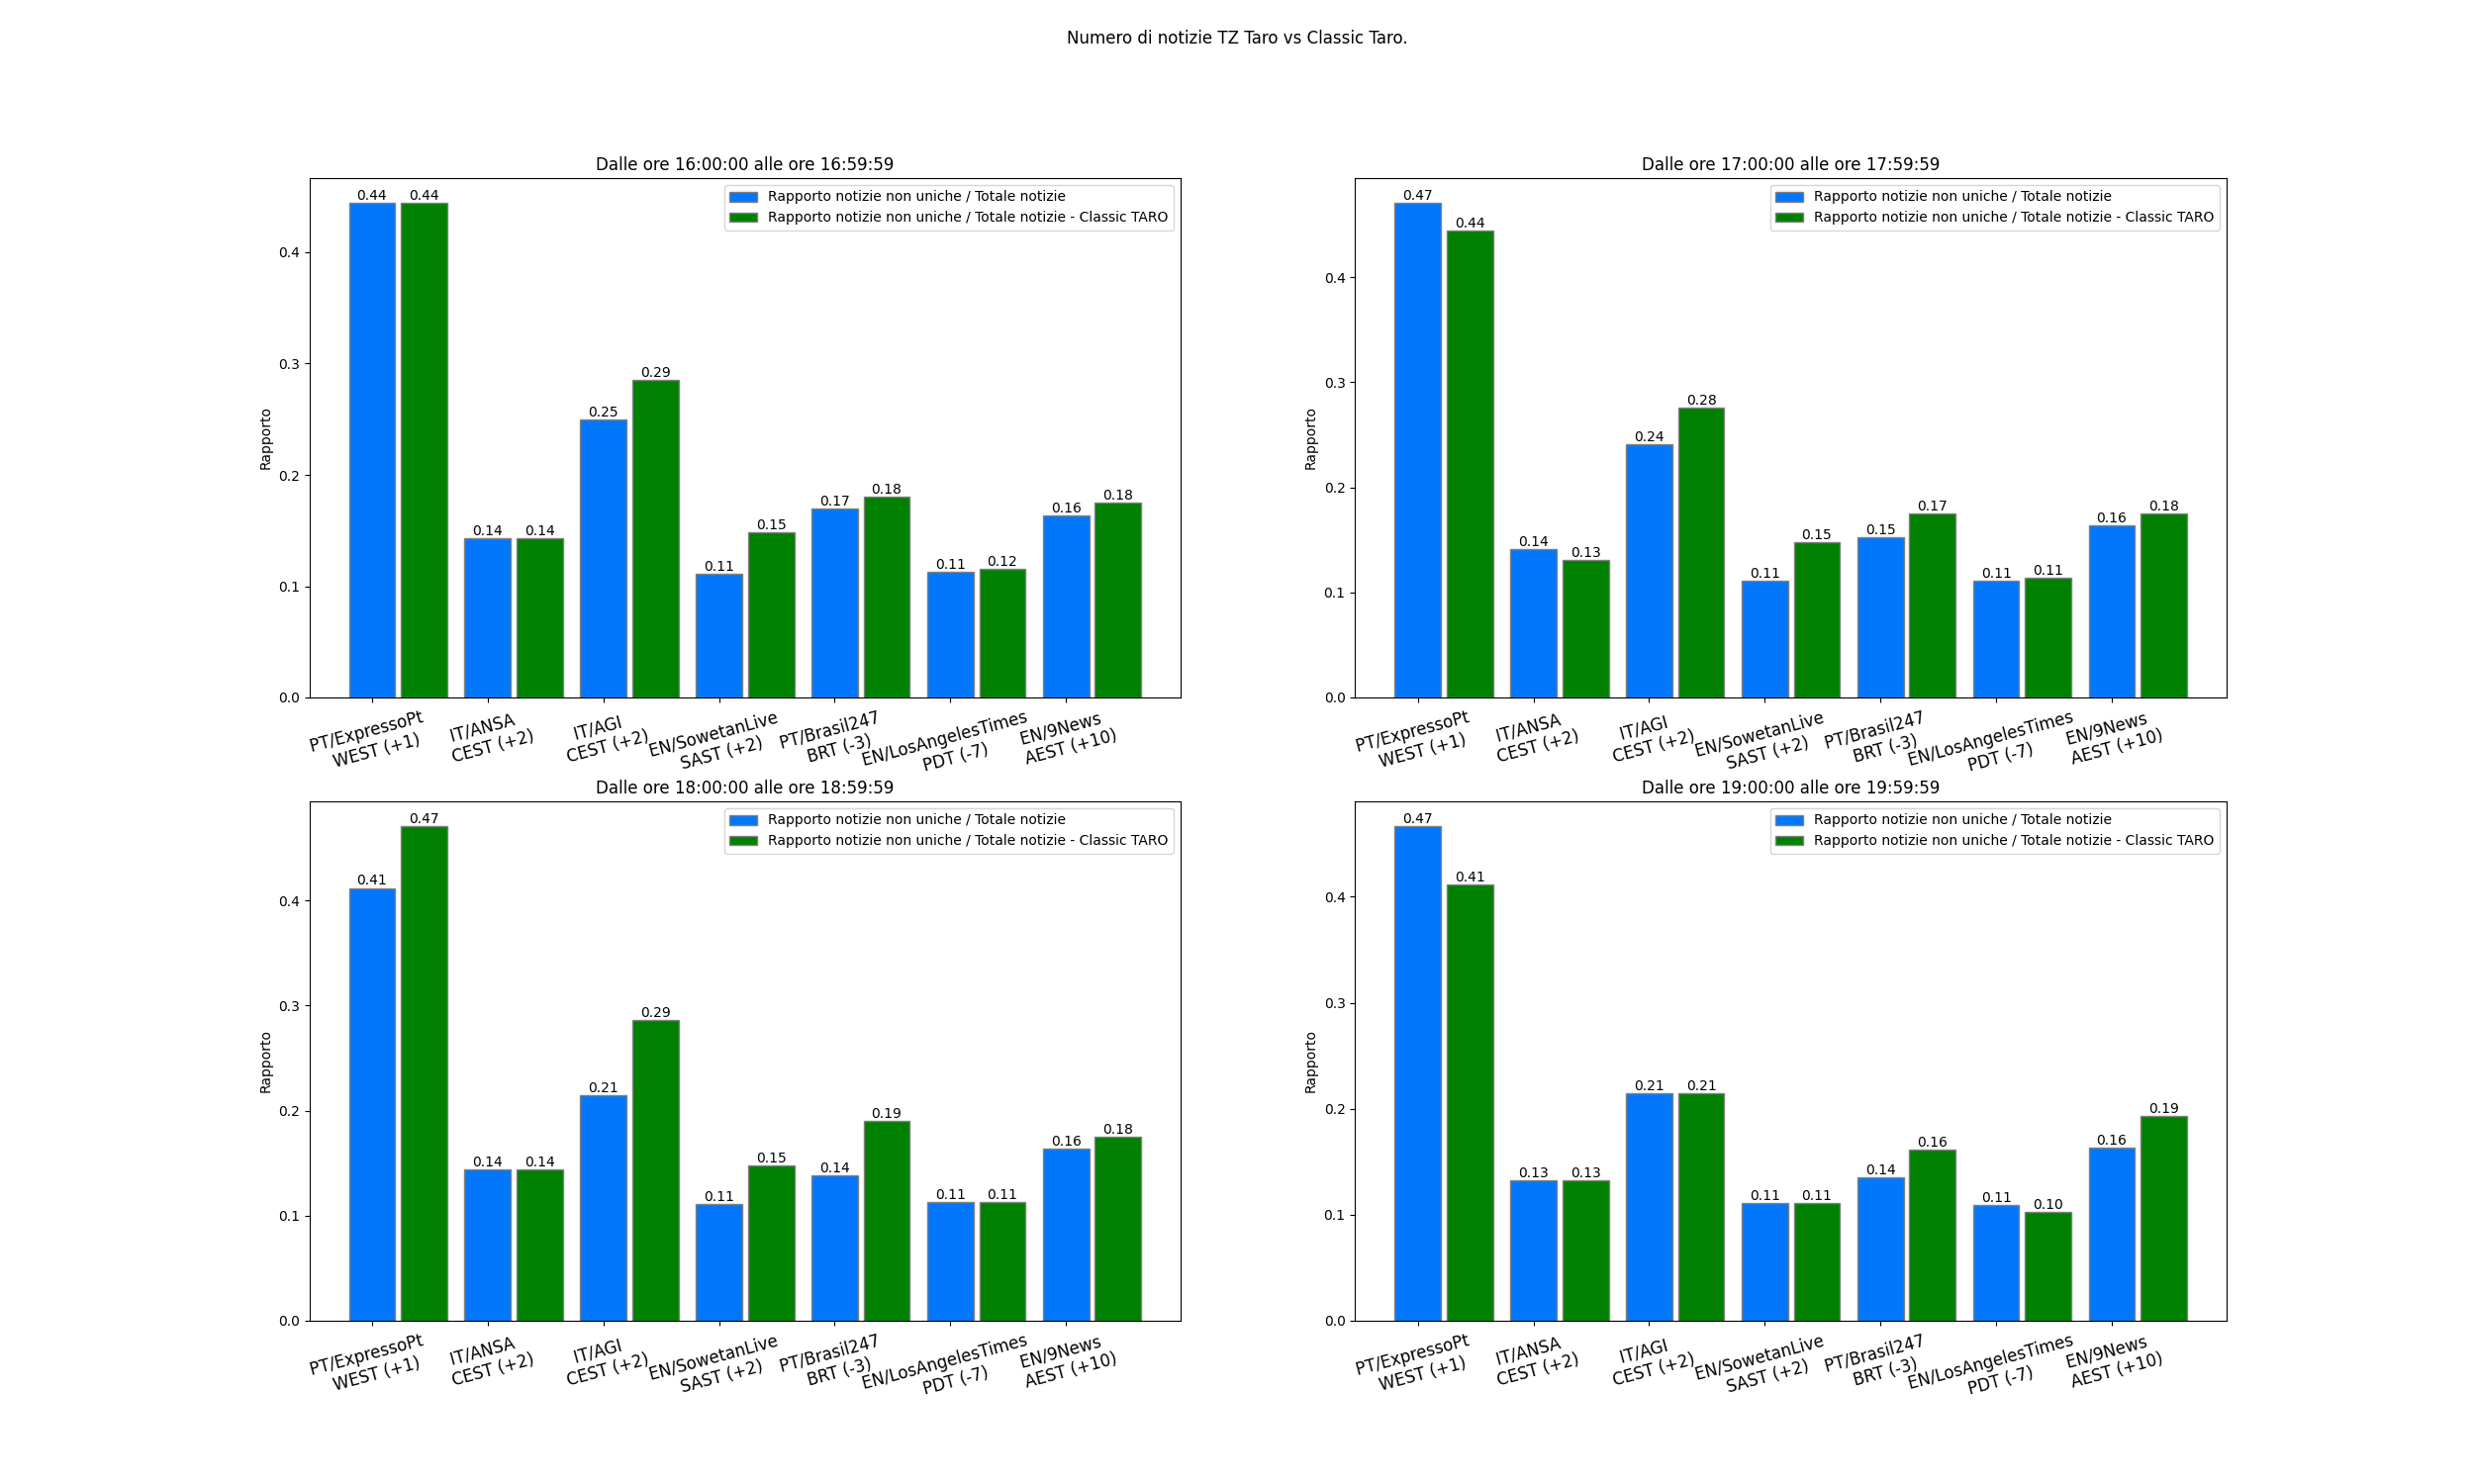 Numero di notizie TZ Taro vs Classic Taro.
Dalle ore 16:00:00 alle ore 16:59:59
Rapporto notizie non uniche / Totale notizie
Rapporto notizie non uniche / Totale notizie - Classic TARO
Rapporto
0.4
0.3
0.2
0.1
0.0
0.44 0.44
0.14 0.14
0.25 0.29
0.11 0.15
0.17 0.18
0.11 0.12
0.16 0.18
PT/ExpressoPt
WEST (+1)
IT/ANSA
CEST (+2)
IT/AGI
CEST (+2)
EN/SowetanLive
SAST (+2)
PT/Brasil247
BRT (-3)
EN/LosAngelesTimes
PDT (-7)
EN/9News
AEST (+10)
Dalle ore 17:00:00 alle ore 17:59:59
Rapporto notizie non uniche / Totale notizie
Rapporto notizie non uniche / Totale notizie - Classic TARO
Rapporto
0.4
0.3
0.2
0.1
0.0
0.47 0.44
0.14 0.13
0.24 0.28
0.11 0.15
0.15 0.17
0.11 0.11
0.16 0.18
PT/ExpressoPt
WEST (+1)
IT/ANSA
CEST (+2)
IT/AGI
CEST (+2)
EN/SowetanLive
SAST (+2)
PT/Brasil247
BRT (-3)
EN/LosAngelesTimes
PDT (-7)
EN/9News
AEST (+10)
Dalle ore 18:00:00 alle ore 18:59:59
Rapporto notizie non uniche / Totale notizie
Rapporto notizie non uniche / Totale notizie - Classic TARO
Rapporto
0.4
0.3
0.2
0.1
0.0
0.41 0.47
0.14 0.14
0.21 0.29
0.11 0.15
0.14 0.19
0.11 0.11
0.16 0.18
PT/ExpressoPt
WEST (+1)
IT/ANSA
CEST (+2)
IT/AGI
CEST (+2)
EN/SowetanLive
SAST (+2)
PT/Brasil247
BRT (-3)
EN/LosAngelesTimes
PDT (-7)
EN/9News
AEST (+10)
Dalle ore 19:00:00 alle ore 19:59:59
Rapporto notizie non uniche / Totale notizie
Rapporto notizie non uniche / Totale notizie - Classic TARO
Rapporto
0.4
0.3
0.2
0.1
0.0
0.47 0.41
0.13 0.13
0.21 0.21
0.11 0.11
0.14 0.16
0.11 0.10
0.16 0.19
PT/ExpressoPt
WEST (+1)
IT/ANSA
CEST (+2)
IT/AGI
CEST (+2)
EN/SowetanLive
SAST (+2)
PT/Brasil247
BRT (-3)
EN/LosAngelesTimes
PDT (-7)
EN/9News
AEST (+10)